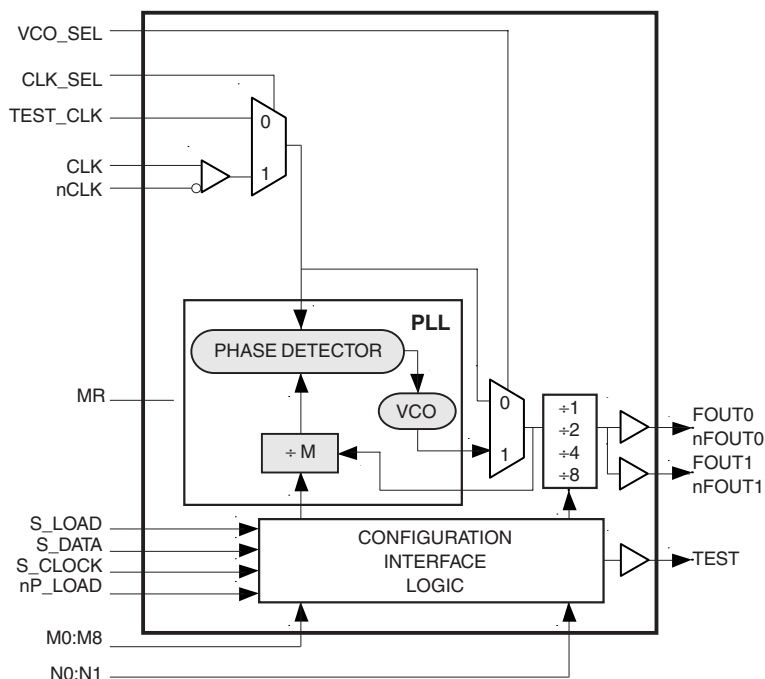 VCO_SEL
CLK_SEL
TEST_CLK
0
CLK
1
nCLK
PLL
PHASE DETECTOR
MR
VCO
0
÷1
÷2
÷4
÷8
FOUT0
nFOUT0
FOUT1
nFOUT1
÷ M
1
S_LOAD
S_DATA
S_CLOCK
nP_LOAD
CONFIGURATION
INTERFACE
LOGIC
TEST
M0:M8
N0:N1